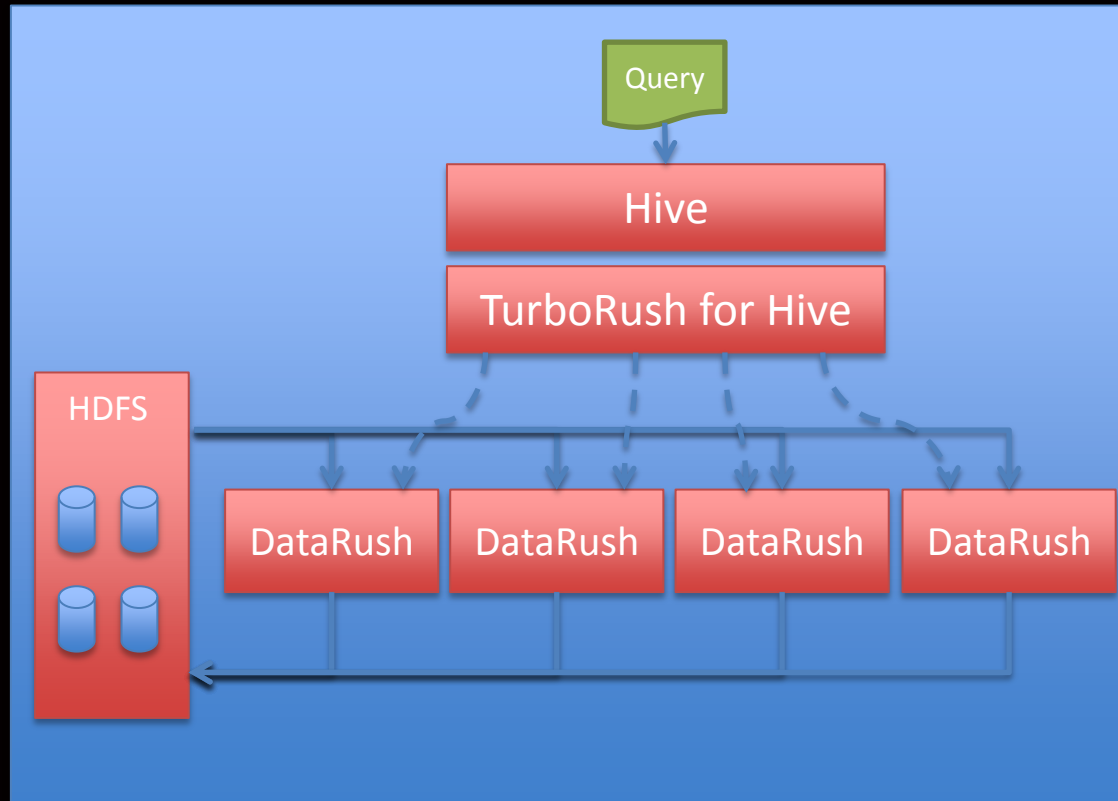 Query
Hive
TurboRush for Hive
HDFS
DataRush
DataRush
DataRush
DataRush